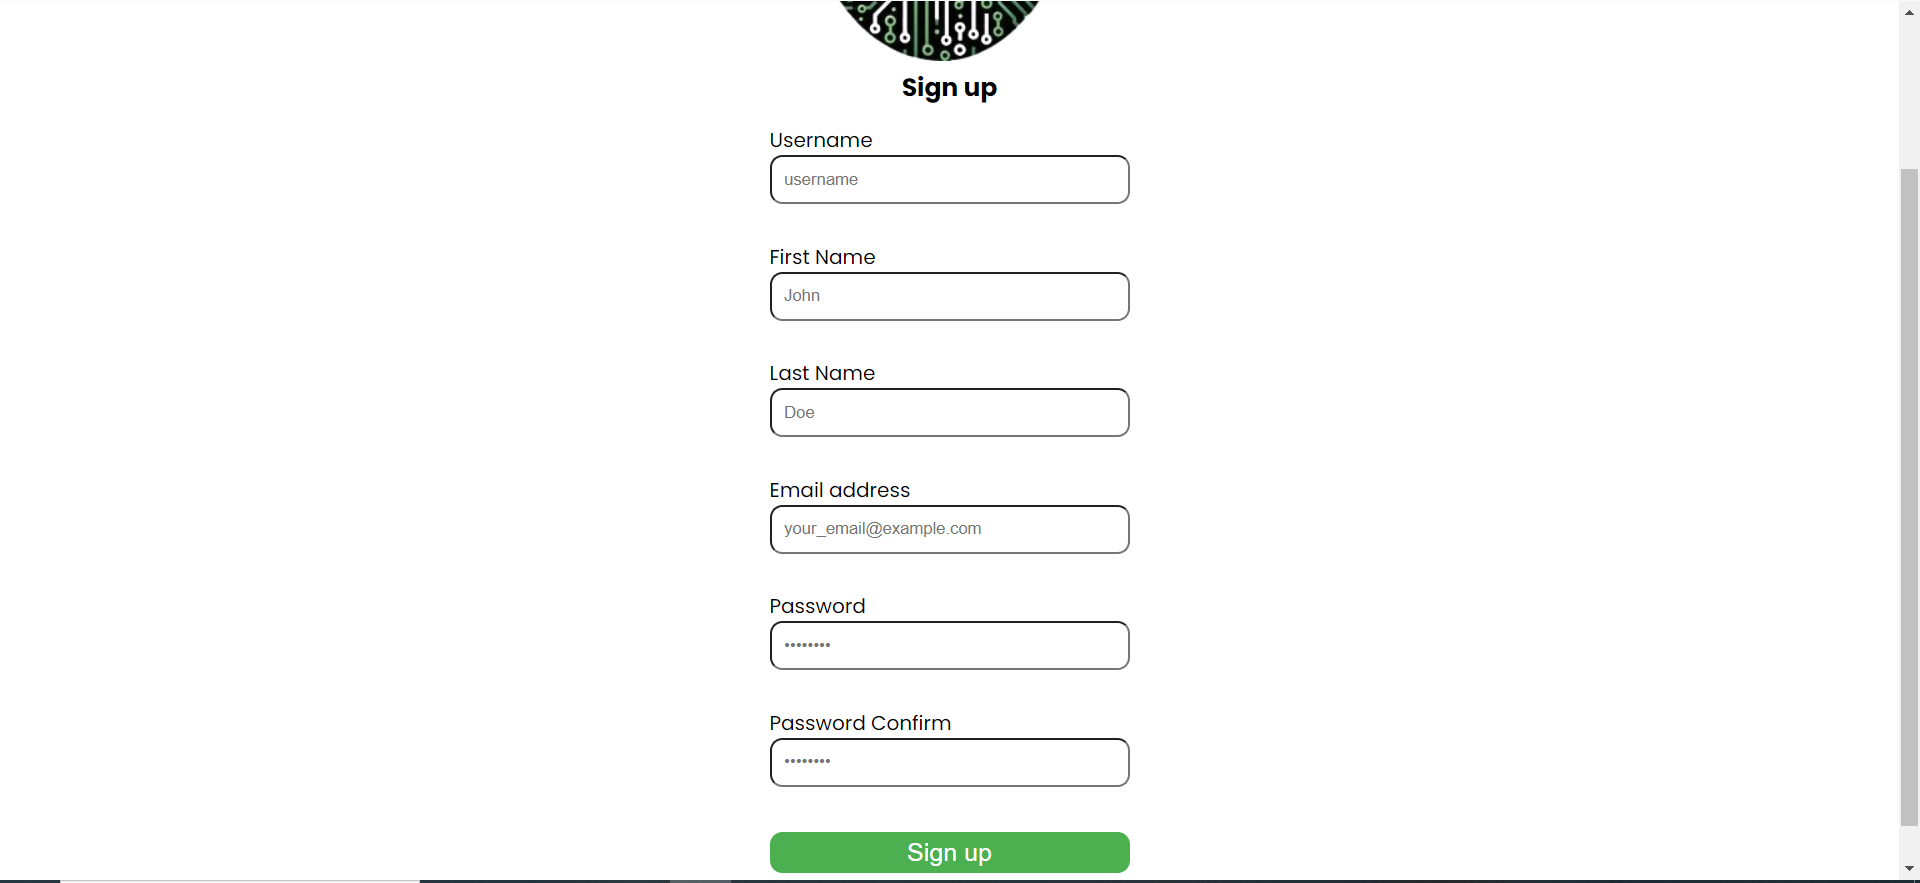 Sign up
Username
username
First Name
John
Last Name
Doe
Email address
your_email@example.com
Password
••••••••
Password Confirm
••••••••
Sign up